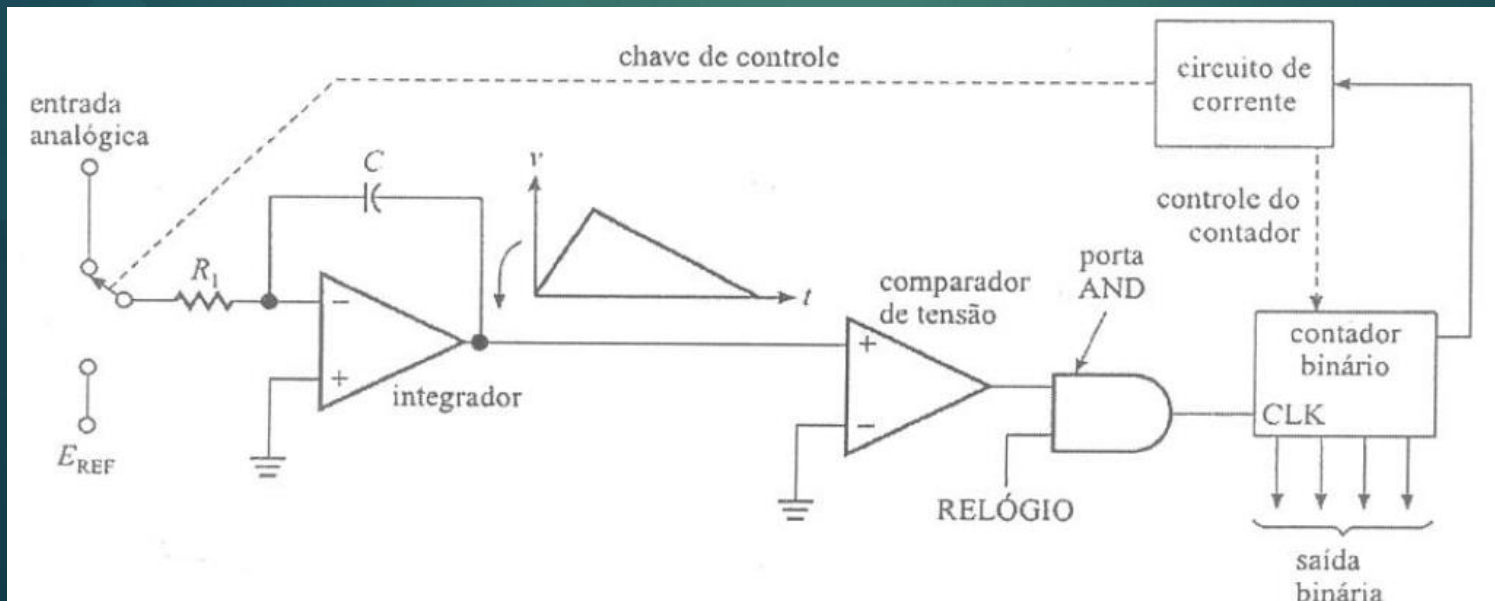 chave de controle
circuito de
corrente
entrada
analógica
C
v
controle do
contador
R1
t
comparador
de tensão
porta
AND
contador
binário
integrador
CLK
EREF
RELÓGIO
saída
binária